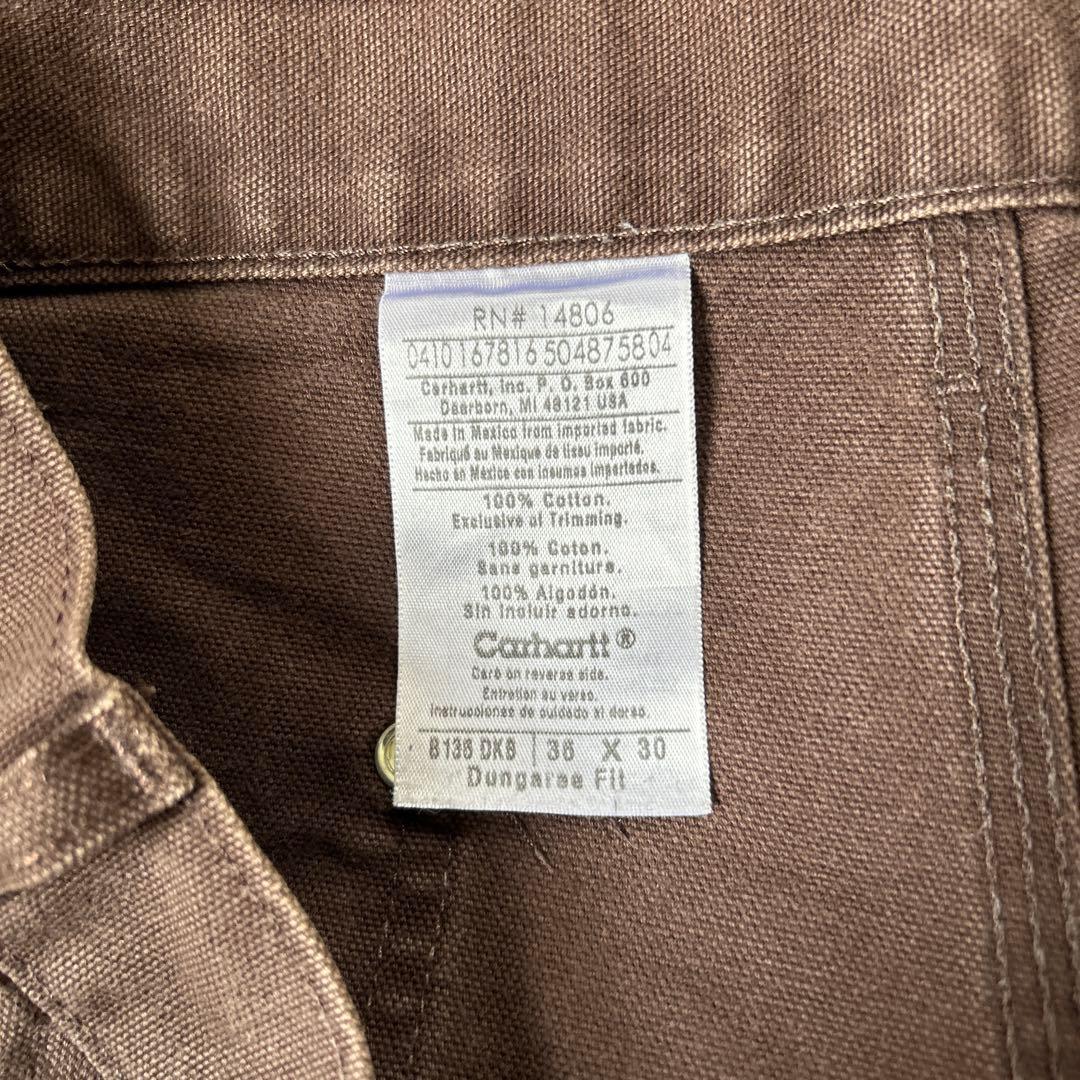 RN# 14806
0410167816504875804
Carhartt, Inc. P. O. Box 600
Dearborn, MI 48121 USA
Made in Mexico from imported fabric.
Fabriqué au Mexique de tissu importé.
Hecho en México con insumos importados.
100% Cotton.
Exclusive of Trimming.
100% Coton.
Sans garniture.
100% Algodón.
Sin incluir adorno.
Carhartt®
Care on reverse side.
Entretien au verso.
Instrucciones de cuidado al dorso.
B136 DKB 36 X 30
Dungaree Fit